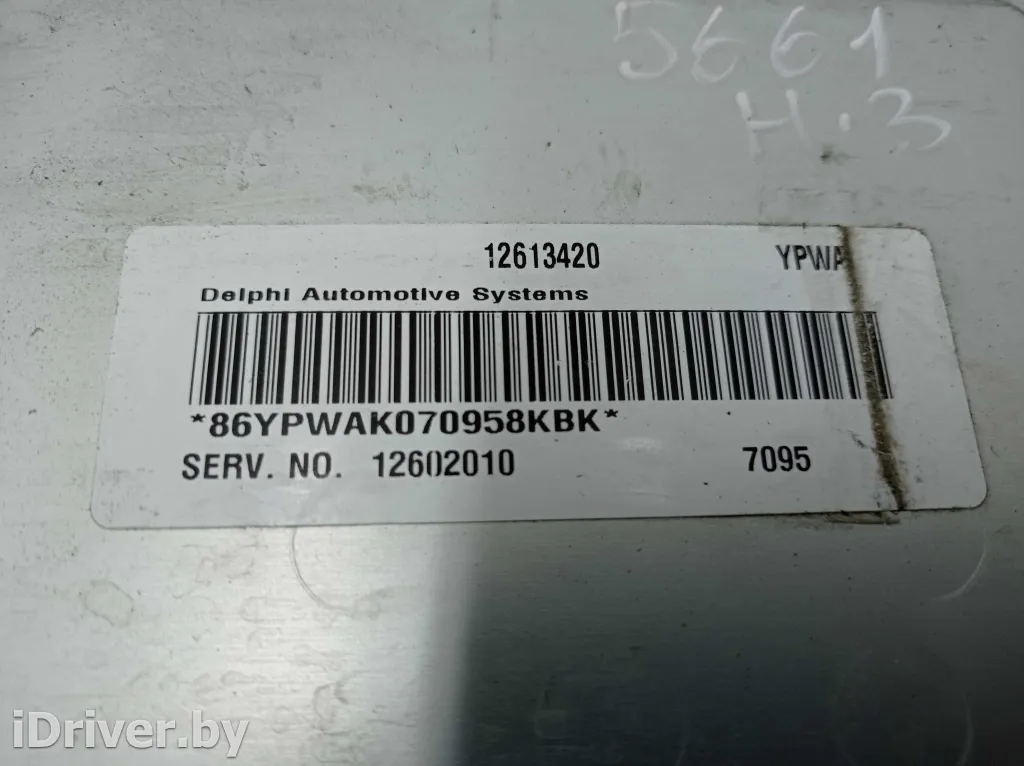 5661
H.3
12613420 YPWA
Delphi Automotive Systems
*86YPWAK070958KBK*
SERV. NO. 12602010 7095
iDriver.by